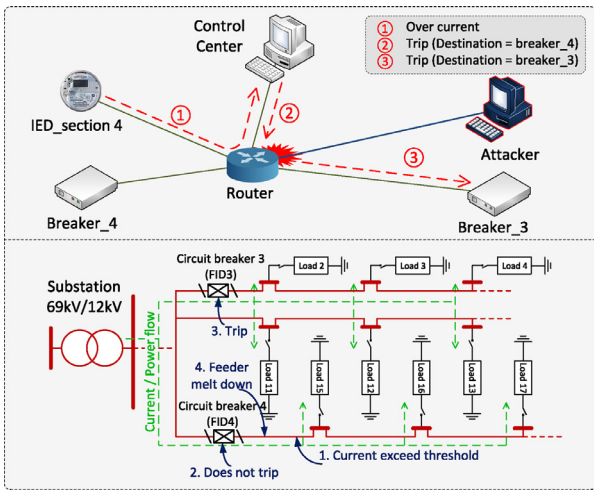 Control
Center
① Over current
② Trip (Destination = breaker_4)
③ Trip (Destination = breaker_3)
①
②
IED_section 4
③
Attacker
Router
Breaker_4
Breaker_3
Substation
69kV/12kV
Circuit breaker 3
(FID3)
Load 2
Load 3
Load 4
3. Trip
Current / Power flow
4. Feeder
melt down
Load 11
Load 15
Load 12
Load 16
Load 13
Load 17
Circuit breaker 4
(FID4)
1. Current exceed threshold
2. Does not trip